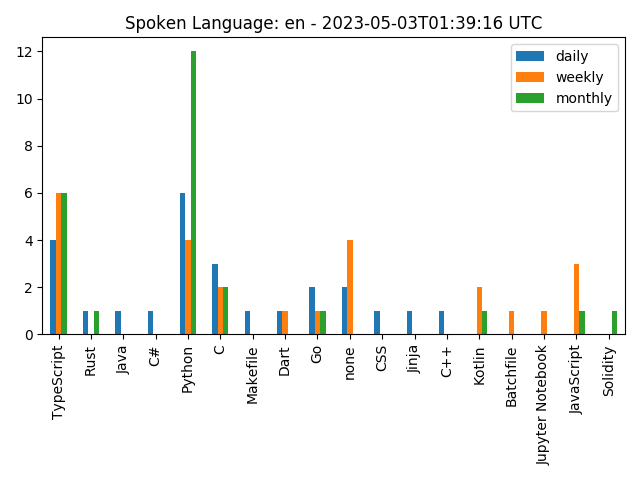 Spoken Language: en - 2023-05-03T01:39:16 UTC
daily
weekly
monthly
12
10
8
6
4
2
0
TypeScript
Rust
Java
C#
Python
C
Makefile
Dart
Go
none
CSS
Jinja
C++
Kotlin
Batchfile
Jupyter Notebook
JavaScript
Solidity